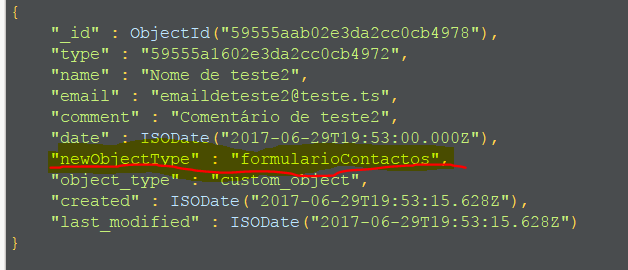 {
"_id" : ObjectId("59555aab02e3da2cc0cb4978"),
"type" : "59555a1602e3da2cc0cb4972",
"name" : "Nome de teste2",
"email" : "emaildeteste2@teste.ts",
"comment" : "Comentário de teste2",
"date" : ISODate("2017-06-29T19:53:00.000Z"),
"newObjectType" : "formularioContactos",
"object_type" : "custom_object",
"created" : ISODate("2017-06-29T19:53:15.628Z"),
"last_modified" : ISODate("2017-06-29T19:53:15.628Z")
}